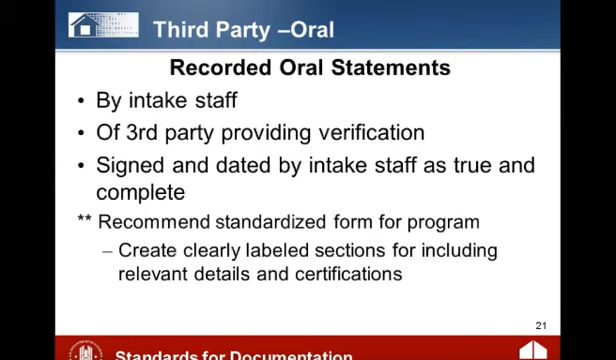 Third Party –Oral
Recorded Oral Statements
• By intake staff
• Of 3rd party providing verification
• Signed and dated by intake staff as true and
complete
** Recommend standardized form for program
– Create clearly labeled sections for including
relevant details and certifications
21
Standards for Documentation